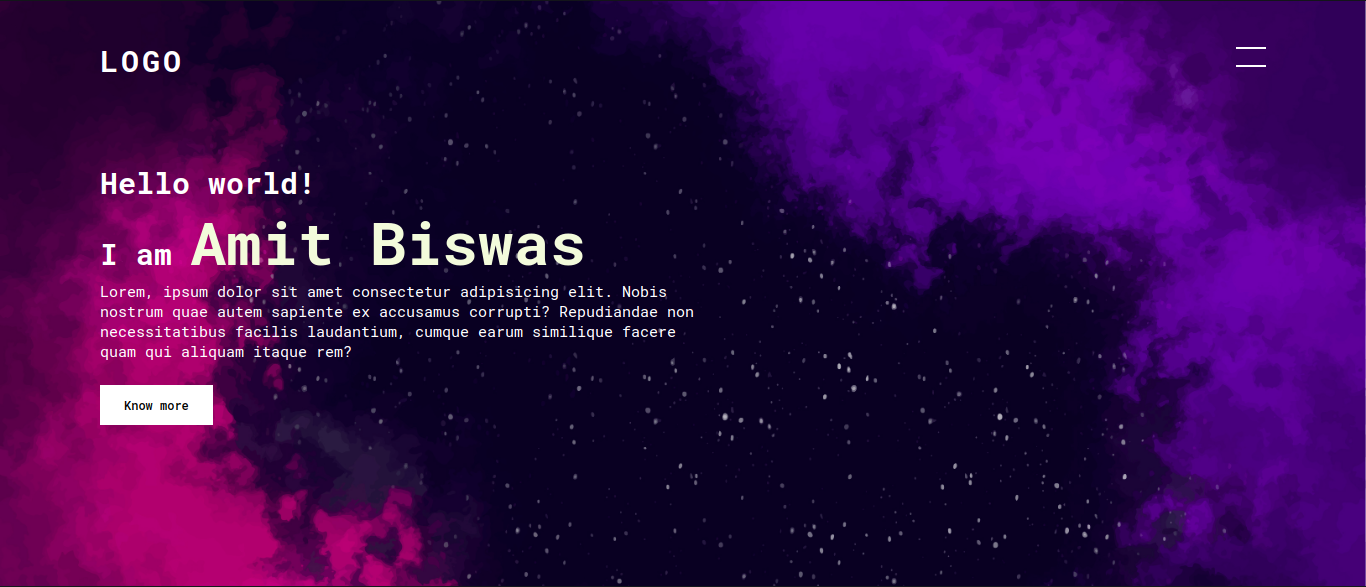 LOGO
Hello world!
I am Amit Biswas
Lorem, ipsum dolor sit amet consectetur adipisicing elit. Nobis
nostrum quae autem sapiente ex accusamus corrupti? Repudiandae non
necessitatibus facilis laudantium, cumque earum similique facere
quam qui aliquam itaque rem?
Know more